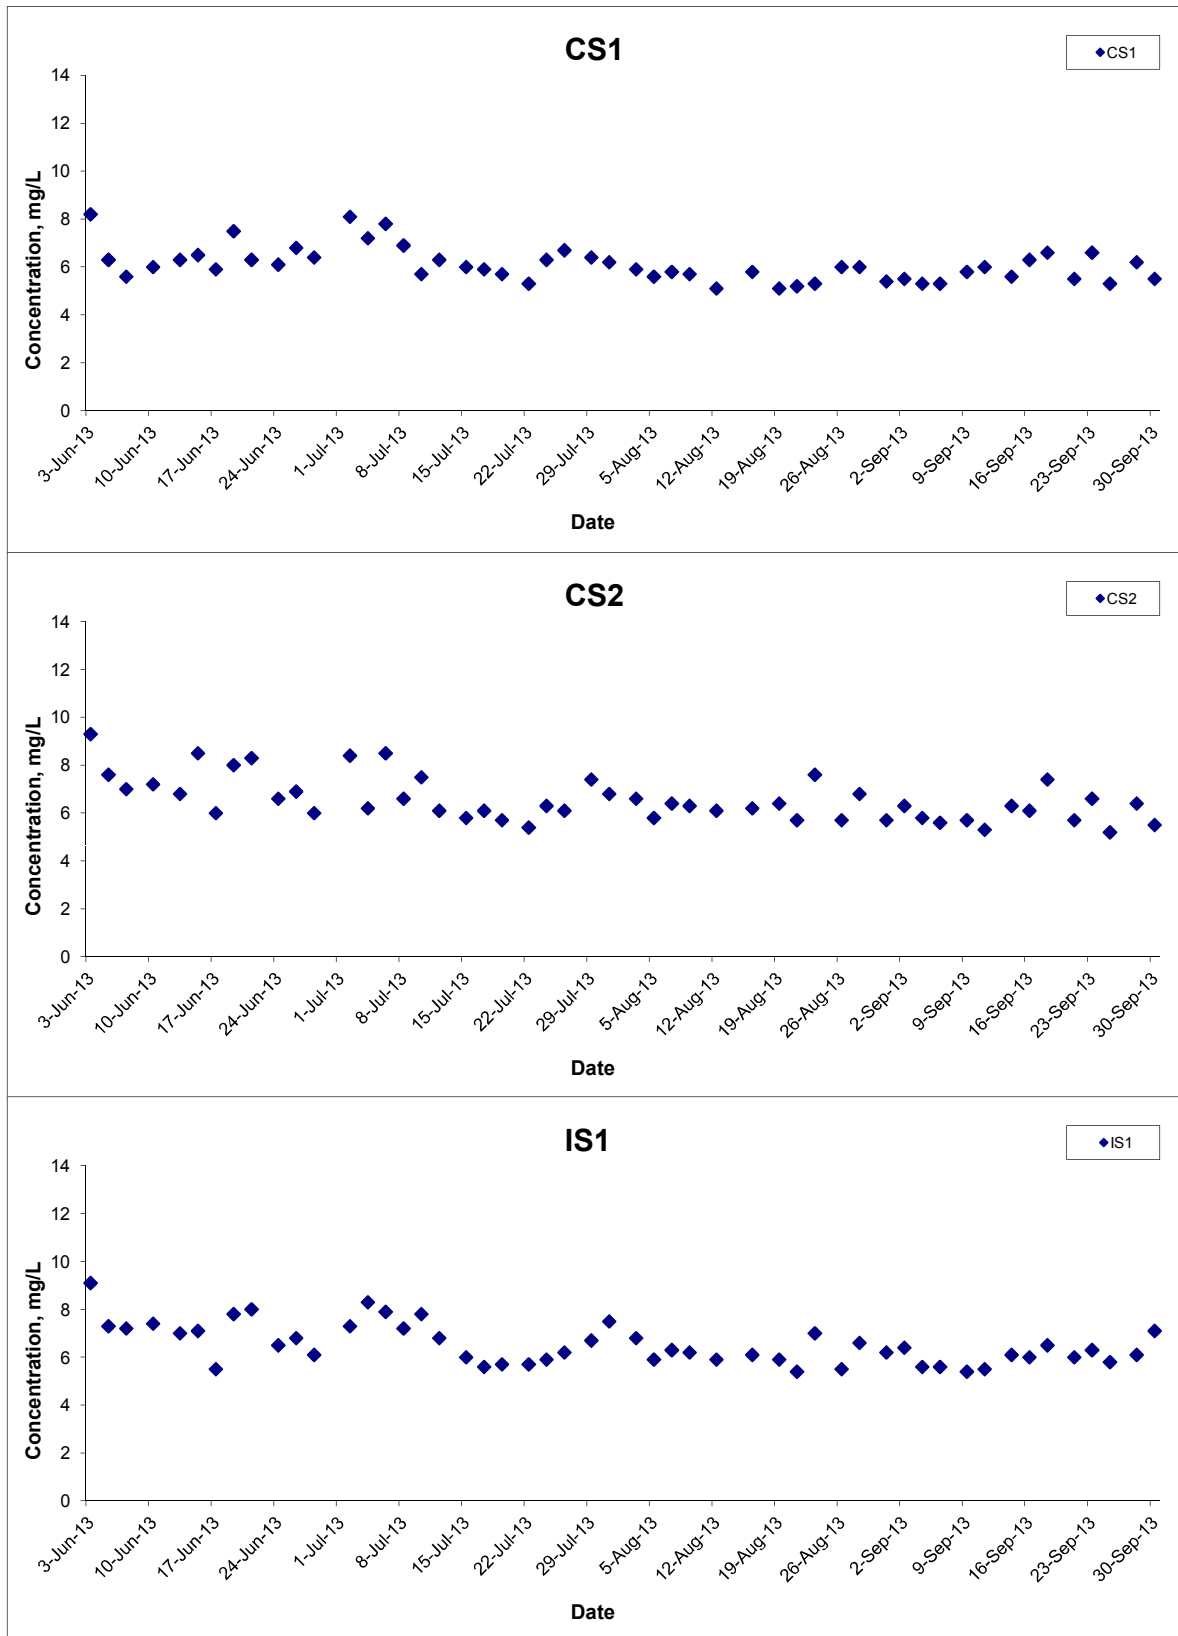 CS1
CS1
14
12
10
8
6
4
2
0
Concentration, mg/L
3-Jun-13
10-Jun-13
17-Jun-13
24-Jun-13
1-Jul-13
8-Jul-13
15-Jul-13
22-Jul-13
29-Jul-13
5-Aug-13
12-Aug-13
19-Aug-13
26-Aug-13
2-Sep-13
9-Sep-13
16-Sep-13
23-Sep-13
30-Sep-13
Date
CS2
CS2
14
12
10
8
6
4
2
0
Concentration, mg/L
3-Jun-13
10-Jun-13
17-Jun-13
24-Jun-13
1-Jul-13
8-Jul-13
15-Jul-13
22-Jul-13
29-Jul-13
5-Aug-13
12-Aug-13
19-Aug-13
26-Aug-13
2-Sep-13
9-Sep-13
16-Sep-13
23-Sep-13
30-Sep-13
Date
IS1
IS1
14
12
10
8
6
4
2
0
Concentration, mg/L
3-Jun-13
10-Jun-13
17-Jun-13
24-Jun-13
1-Jul-13
8-Jul-13
15-Jul-13
22-Jul-13
29-Jul-13
5-Aug-13
12-Aug-13
19-Aug-13
26-Aug-13
2-Sep-13
9-Sep-13
16-Sep-13
23-Sep-13
30-Sep-13
Date